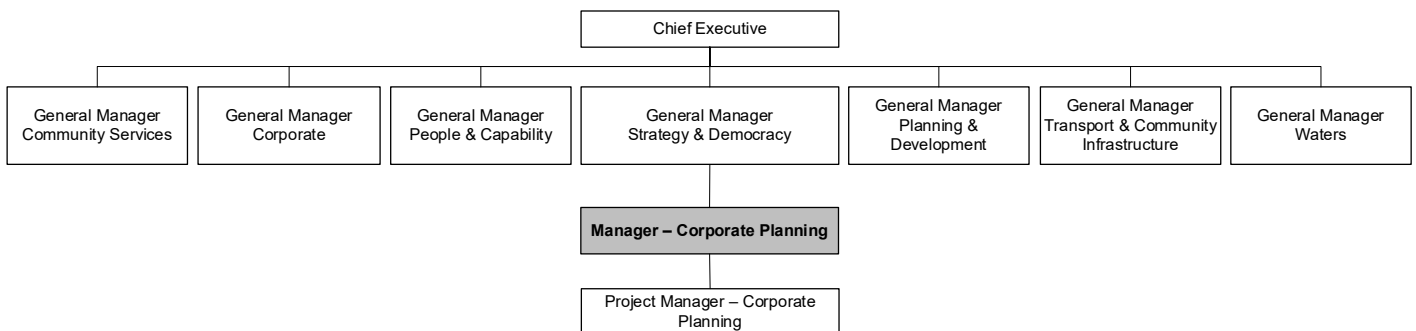 Chief Executive
General Manager
Community Services
General Manager
Corporate
General Manager
People & Capability
General Manager
Strategy & Democracy
General Manager
Planning &
Development
General Manager
Transport & Community
Infrastructure
General Manager
Waters
Manager – Corporate Planning
Project Manager – Corporate
Planning